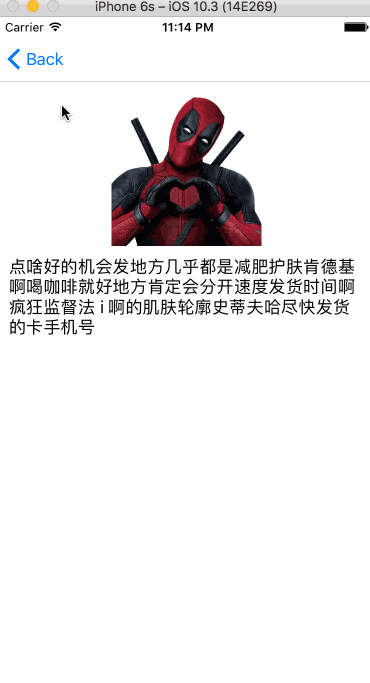 iPhone 6s – iOS 10.3 (14E269)
Carrier 11:14 PM
Back
点啥好的机会发地方几乎都是减肥护肤肯德基
啊喝咖啡就好地方肯定会分开速度发货时间啊
疯狂监督法 i 啊的肌肤轮廓史蒂夫哈尽快发货
的卡手机号